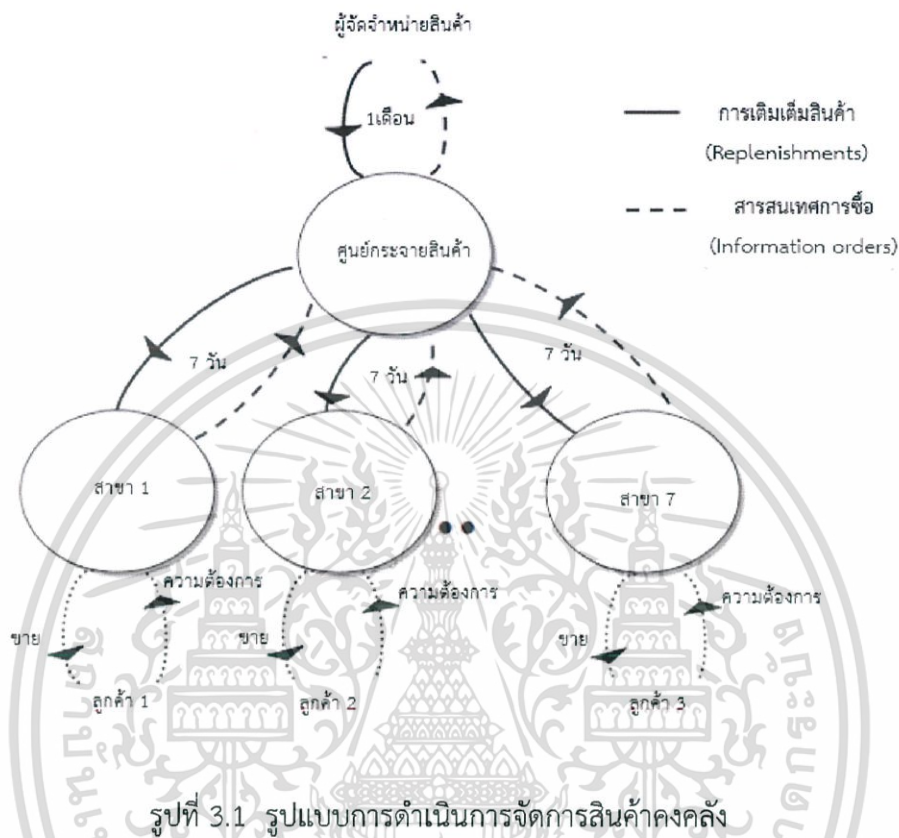 ผู้จัดจำหน่ายสินค้า
1เดือน
การเติมเต็มสินค้า
(Replenishments)
สารสนเทศการซื้อ
(Information orders)
ศูนย์กระจายสินค้า
7 วัน
7 วัน
7 วัน
สาขา 1
สาขา 2
สาขา 7
ความต้องการ
ความต้องการ
ความต้องการ
ขาย
ขาย
ขาย
ลูกค้า 1
ลูกค้า 2
ลูกค้า 3
รูปที่ 3.1 รูปแบบการดำเนินการจัดการสินค้าคงคลัง